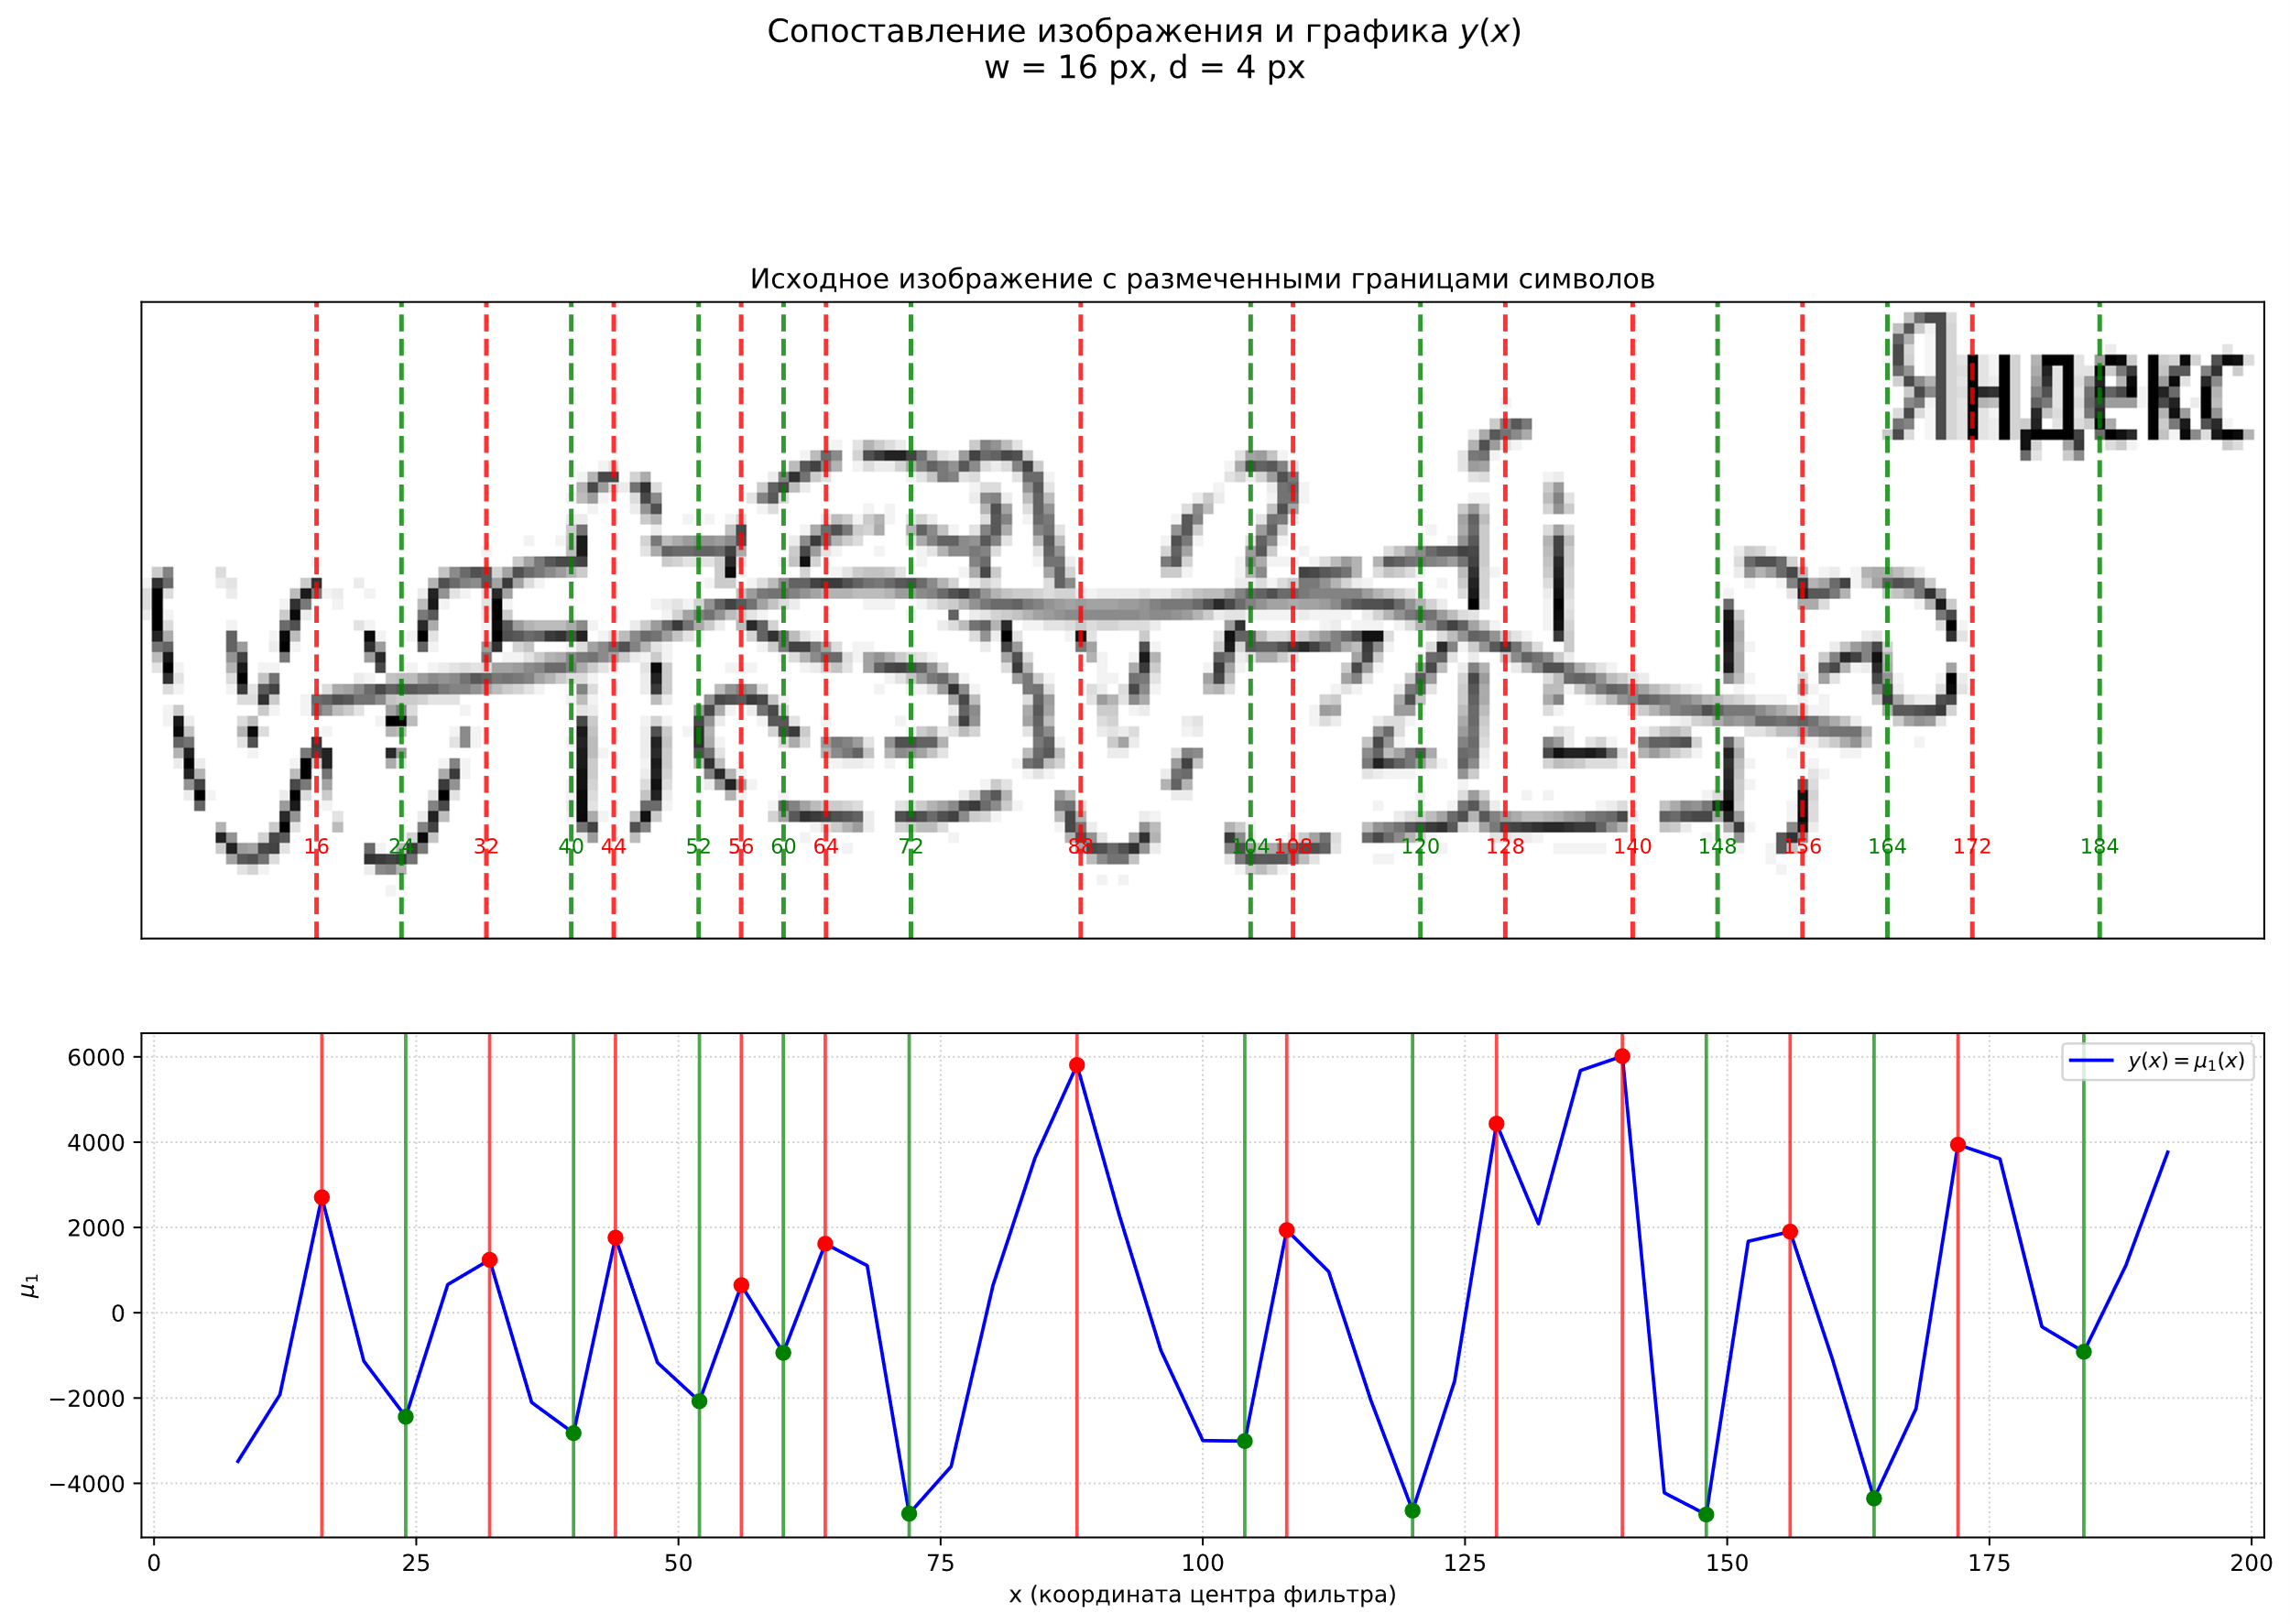 Сопоставление изображения и графика y(x)
w = 16 px, d = 4 px
Исходное изображение с размеченными границами символов
Яндекс
16 24 32 40 44 52 56 60 64 72 88 104 108 120 128 140 148 156 164 172 184
6000
4000
2000
0
−2000
−4000
μ₁
y(x) = μ₁(x)
0 25 50 75 100 125 150 175 200
x (координата центра фильтра)